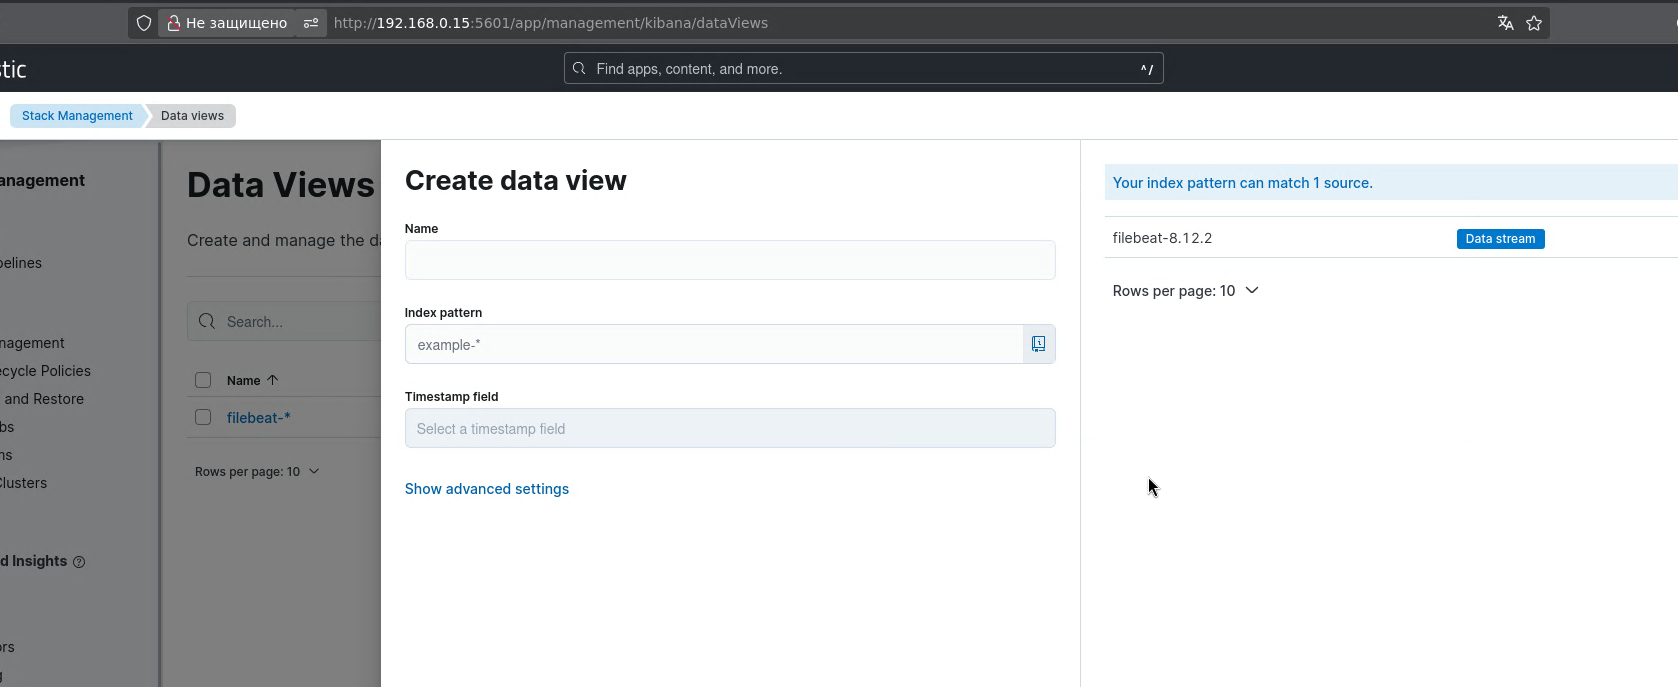 Не защищено
http://192.168.0.15:5601/app/management/kibana/dataViews
tic
Find apps, content, and more.
^/
Stack Management
Data views
anagement
elines
nagement
ecycle Policies
and Restore
bs
ns
Clusters
d Insights
ors
g
Data Views
Create and manage the da
Search...
Name
filebeat-*
Rows per page: 10
Create data view
Name
Index pattern
example-*
Timestamp field
Select a timestamp field
Show advanced settings
Your index pattern can match 1 source.
filebeat-8.12.2
Data stream
Rows per page: 10